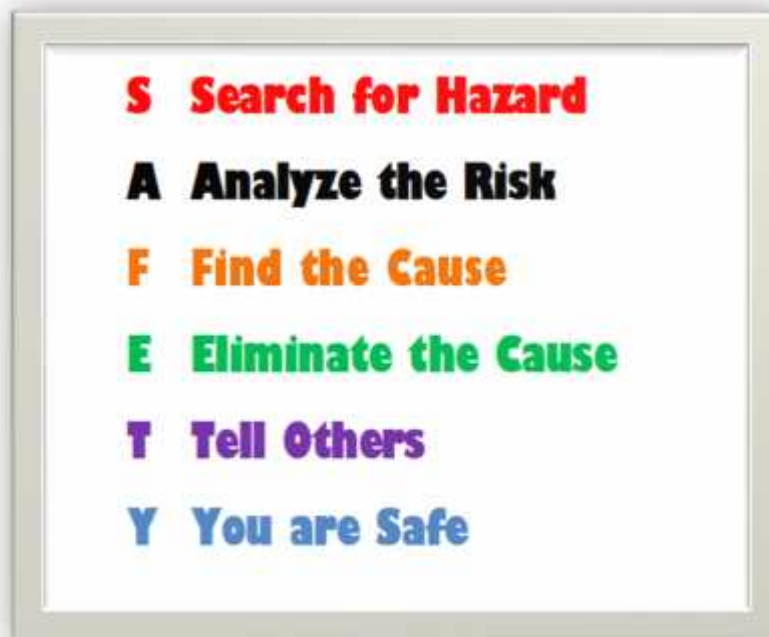 S Search for Hazard
A Analyze the Risk
F Find the Cause
E Eliminate the Cause
T Tell Others
Y You are Safe